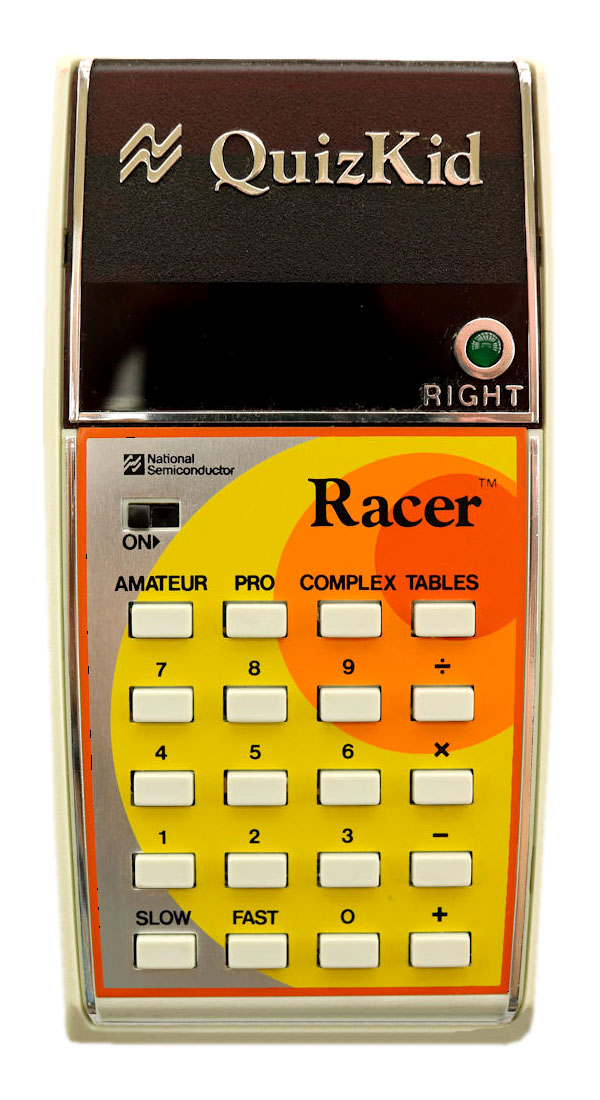 QuizKid
RIGHT
National
Semiconductor
Racer™
ON
AMATEUR PRO COMPLEX TABLES
7 8 9 ÷
4 5 6 ×
1 2 3 −
SLOW FAST 0 +